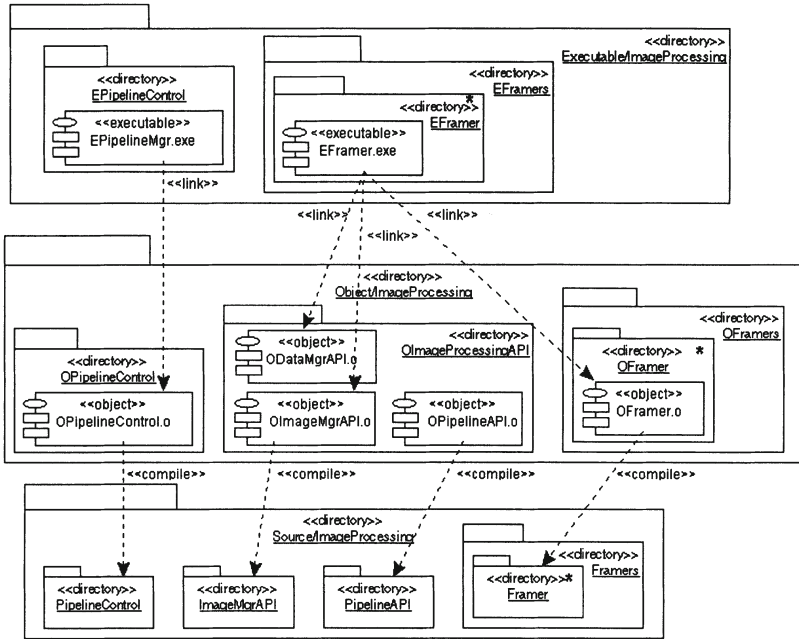 <<directory>>
Executable/ImageProcessing
<<directory>>
EPipelineControl
<<executable>>
EPipelineMgr.exe
<<directory>>
EFramers
<<directory>>*
EFramer
<<executable>>
EFramer.exe
<<link>>
<<link>>
<<link>>
<<link>>
<<directory>>
Object/ImageProcessing
<<directory>>
OPipelineControl
<<object>>
OPipelineControl.o
<<directory>>
OImageProcessingAPI
<<object>>
ODataMgrAPI.o
<<object>>
OImageMgrAPI.o
<<object>>
OPipelineAPI.o
<<directory>>
OFramers
<<directory>> *
OFramer
<<object>>
OFramer.o
<<compile>>
<<compile>>
<<compile>>
<<compile>>
<<directory>>
Source/ImageProcessing
<<directory>>
PipelineControl
<<directory>>
ImageMgrAPI
<<directory>>
PipelineAPI
<<directory>>
Framers
<<directory>>*
Framer